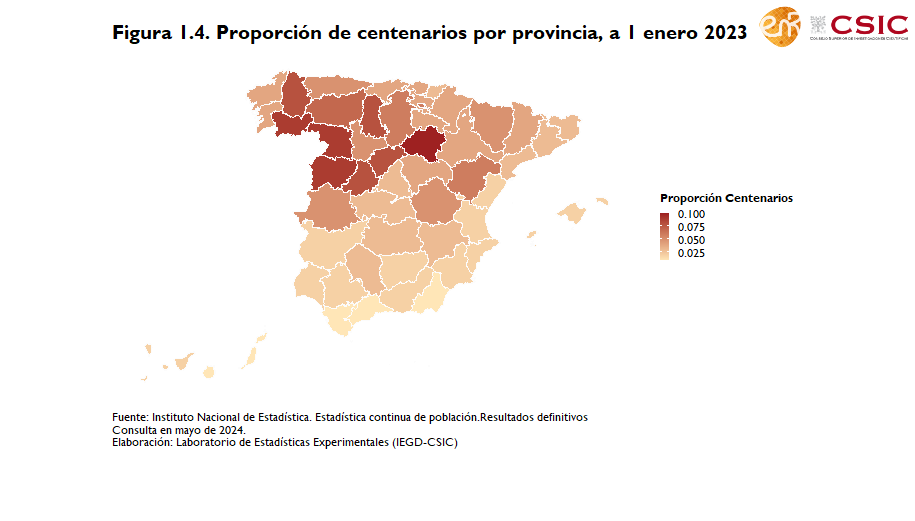 Figura 1.4. Proporción de centenarios por provincia, a 1 enero 2023
CSIC
CONSEJO SUPERIOR DE INVESTIGACIONES CIENTÍFICAS
Proporción Centenarios
0.100
0.075
0.050
0.025
Fuente: Instituto Nacional de Estadística. Estadística continua de población.Resultados definitivos
Consulta en mayo de 2024.
Elaboración: Laboratorio de Estadísticas Experimentales (IEGD-CSIC)